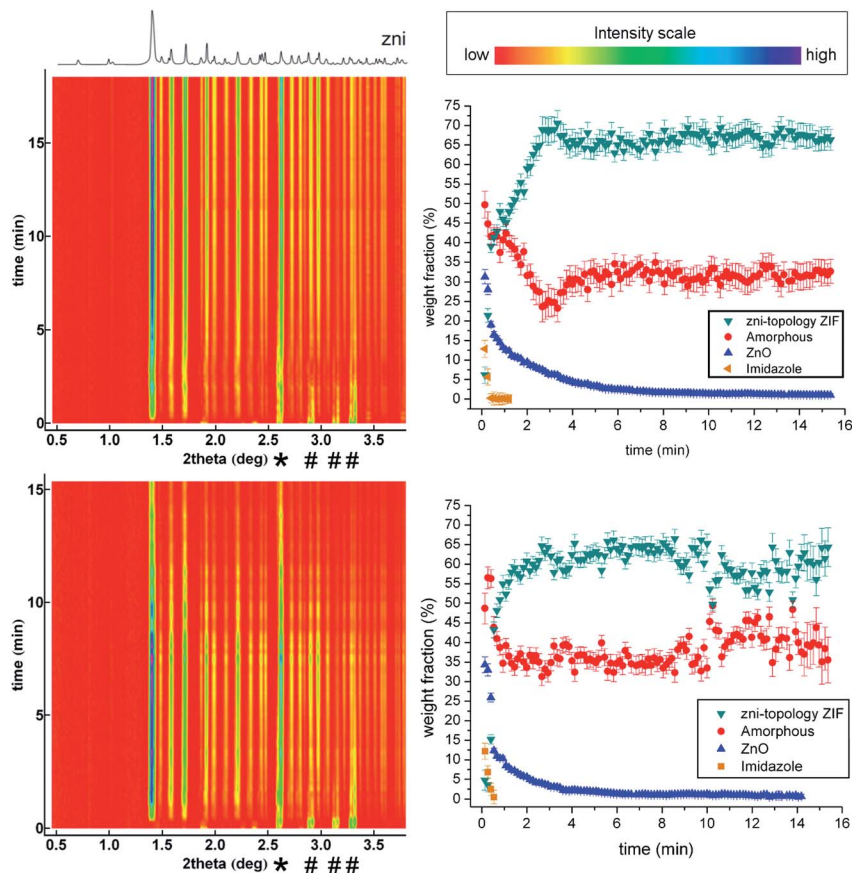 zni
Intensity scale
low
high
time (min)
15
10
5
0
0.5 1.0 1.5 2.0 2.5 3.0 3.5
2theta (deg) * # ##
weight fraction (%)
75
70
65
60
55
50
45
40
35
30
25
20
15
10
5
0
zni-topology ZIF
Amorphous
ZnO
Imidazole
0 2 4 6 8 10 12 14 16
time (min)
time (min)
15
10
5
0
0.5 1.0 1.5 2.0 2.5 3.0 3.5
2theta (deg) * # ##
weight fraction (%)
75
70
65
60
55
50
45
40
35
30
25
20
15
10
5
0
zni-topology ZIF
Amorphous
ZnO
Imidazole
0 2 4 6 8 10 12 14 16
time (min)